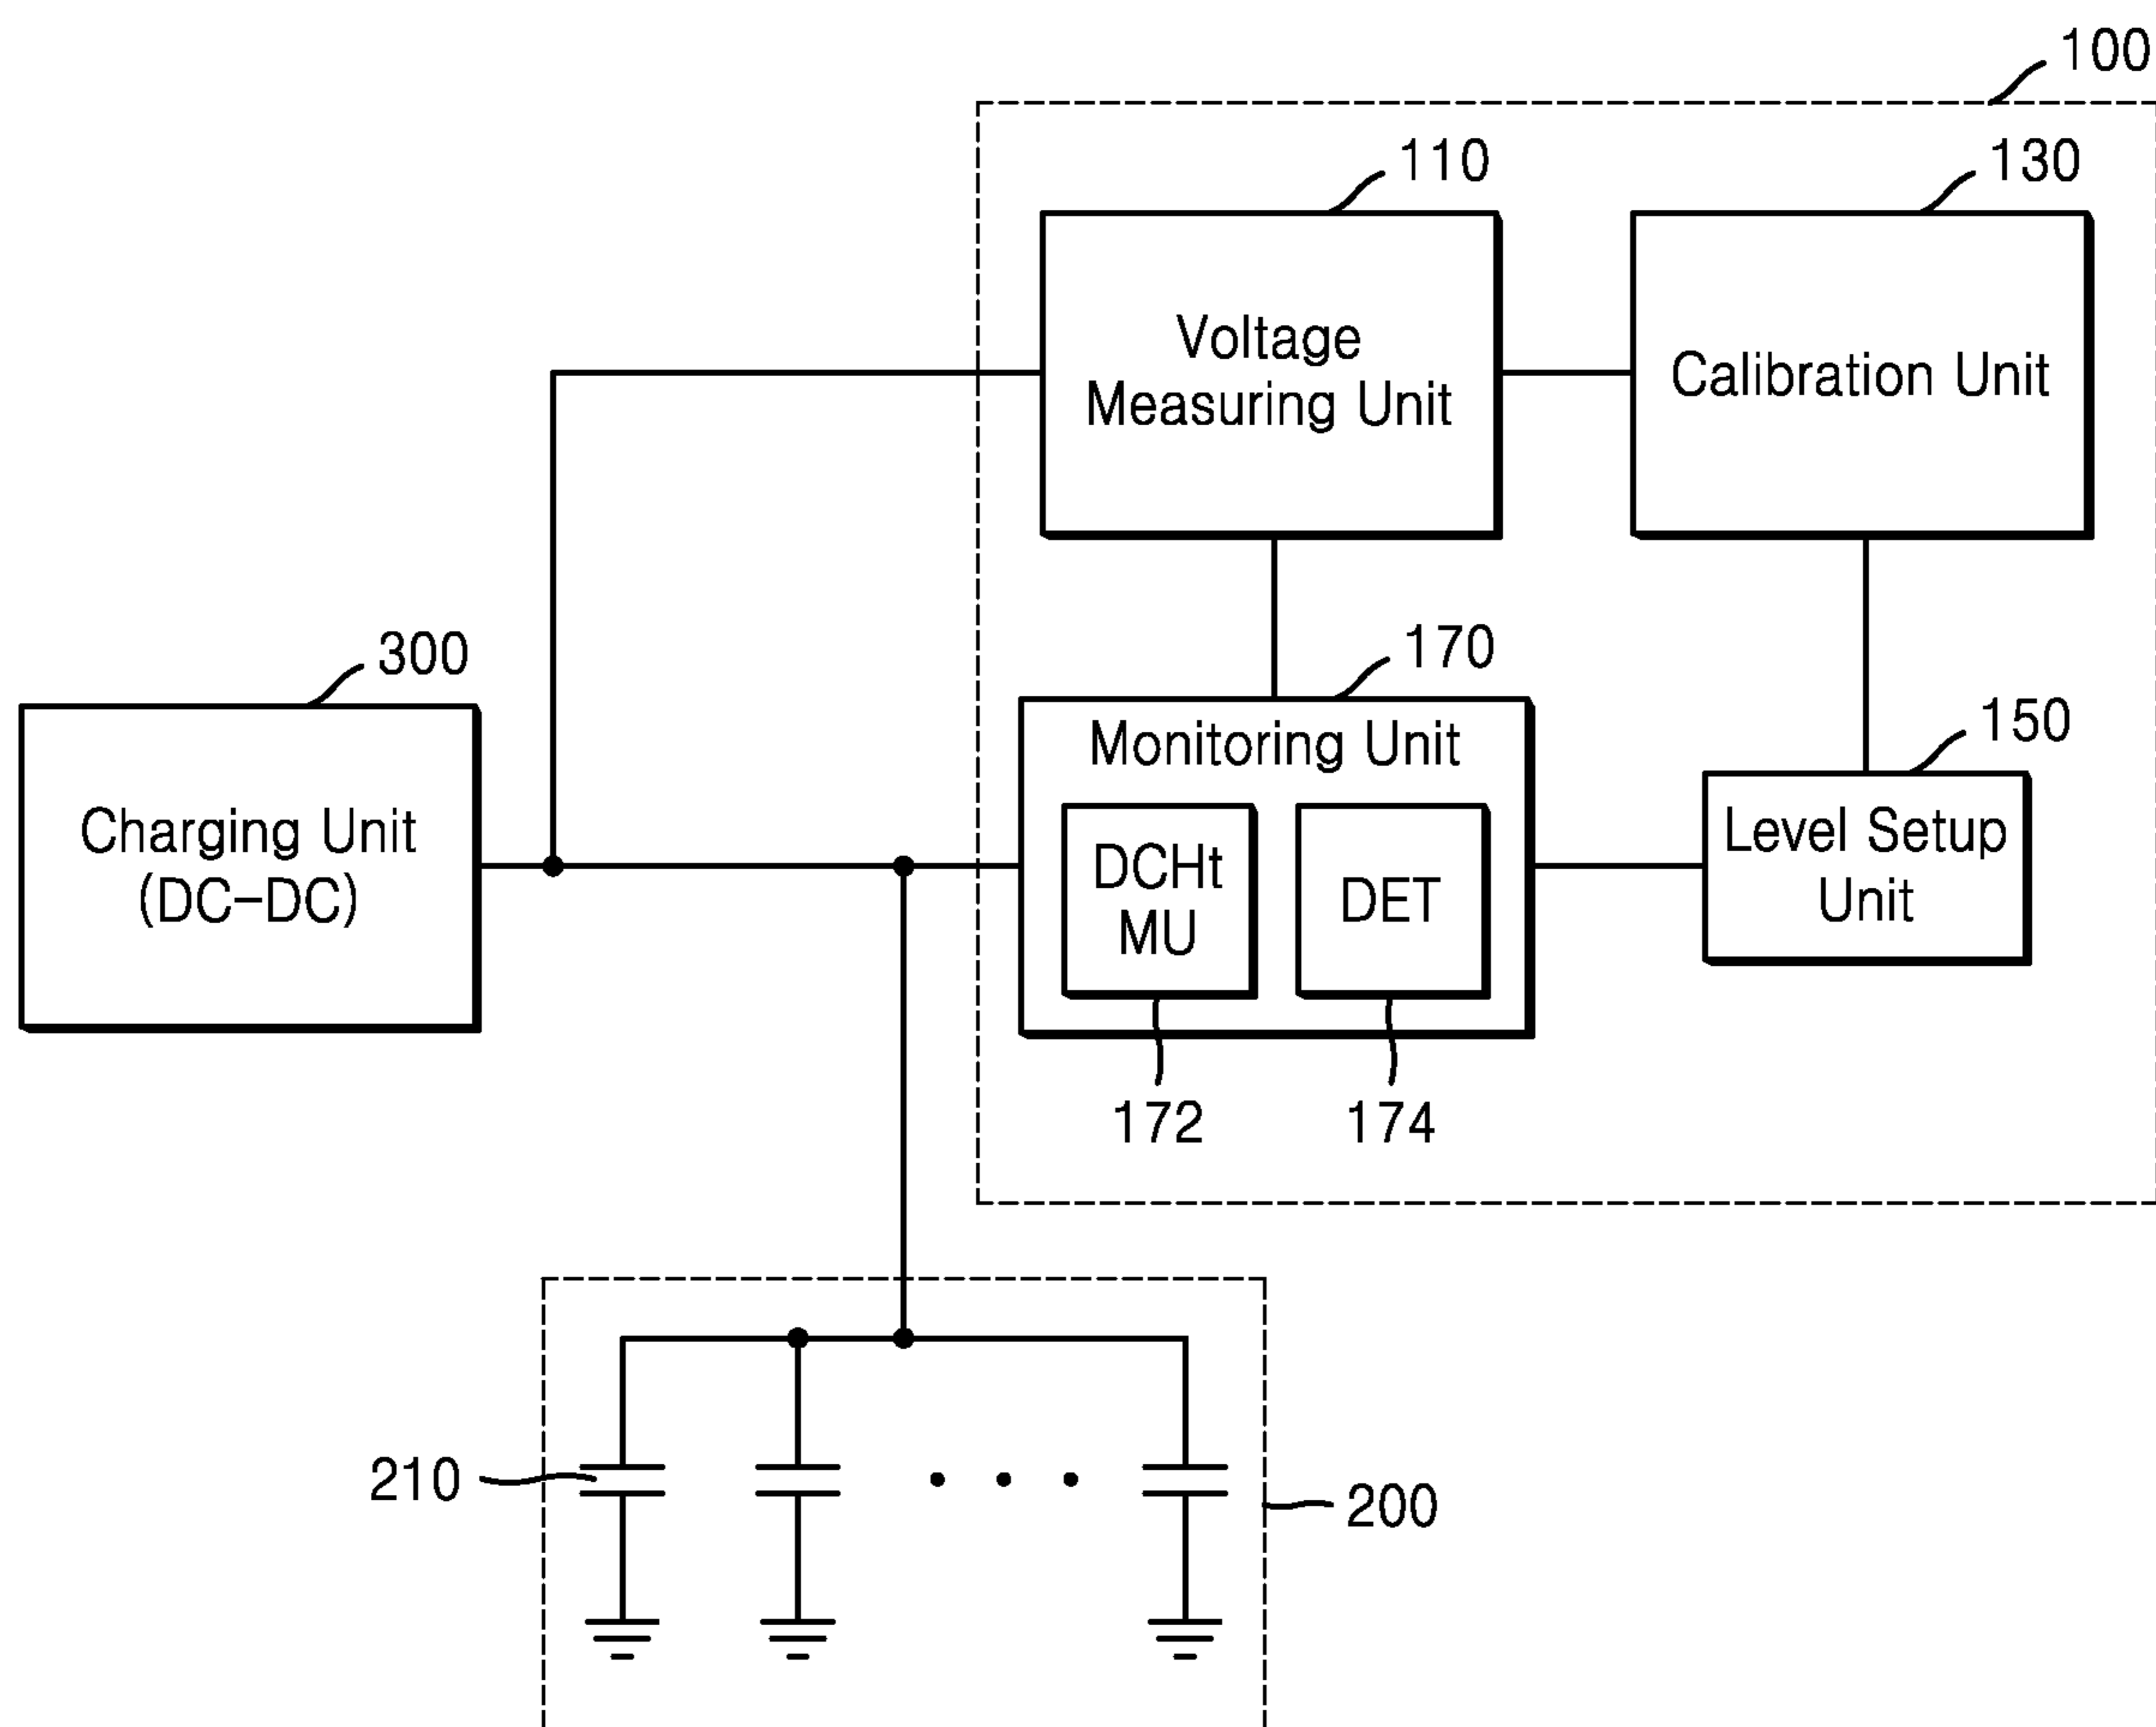 100
110
130
Voltage
Measuring Unit
Calibration Unit
300
170
150
Monitoring Unit
Charging Unit
(DC-DC)
DCHt
MU
DET
Level Setup
Unit
172
174
210
200